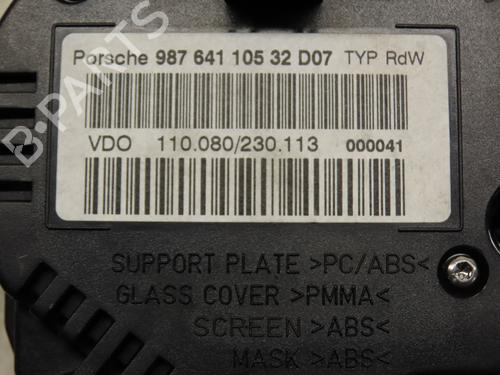 Porsche 987 641 105 32 D07 TYP RdW
VDO 110.080/230.113 000041
SUPPORT PLATE >PC/ABS<
GLASS COVER >PMMA<
SCREEN >ABS<
MASK >ABS<
B-PARTS